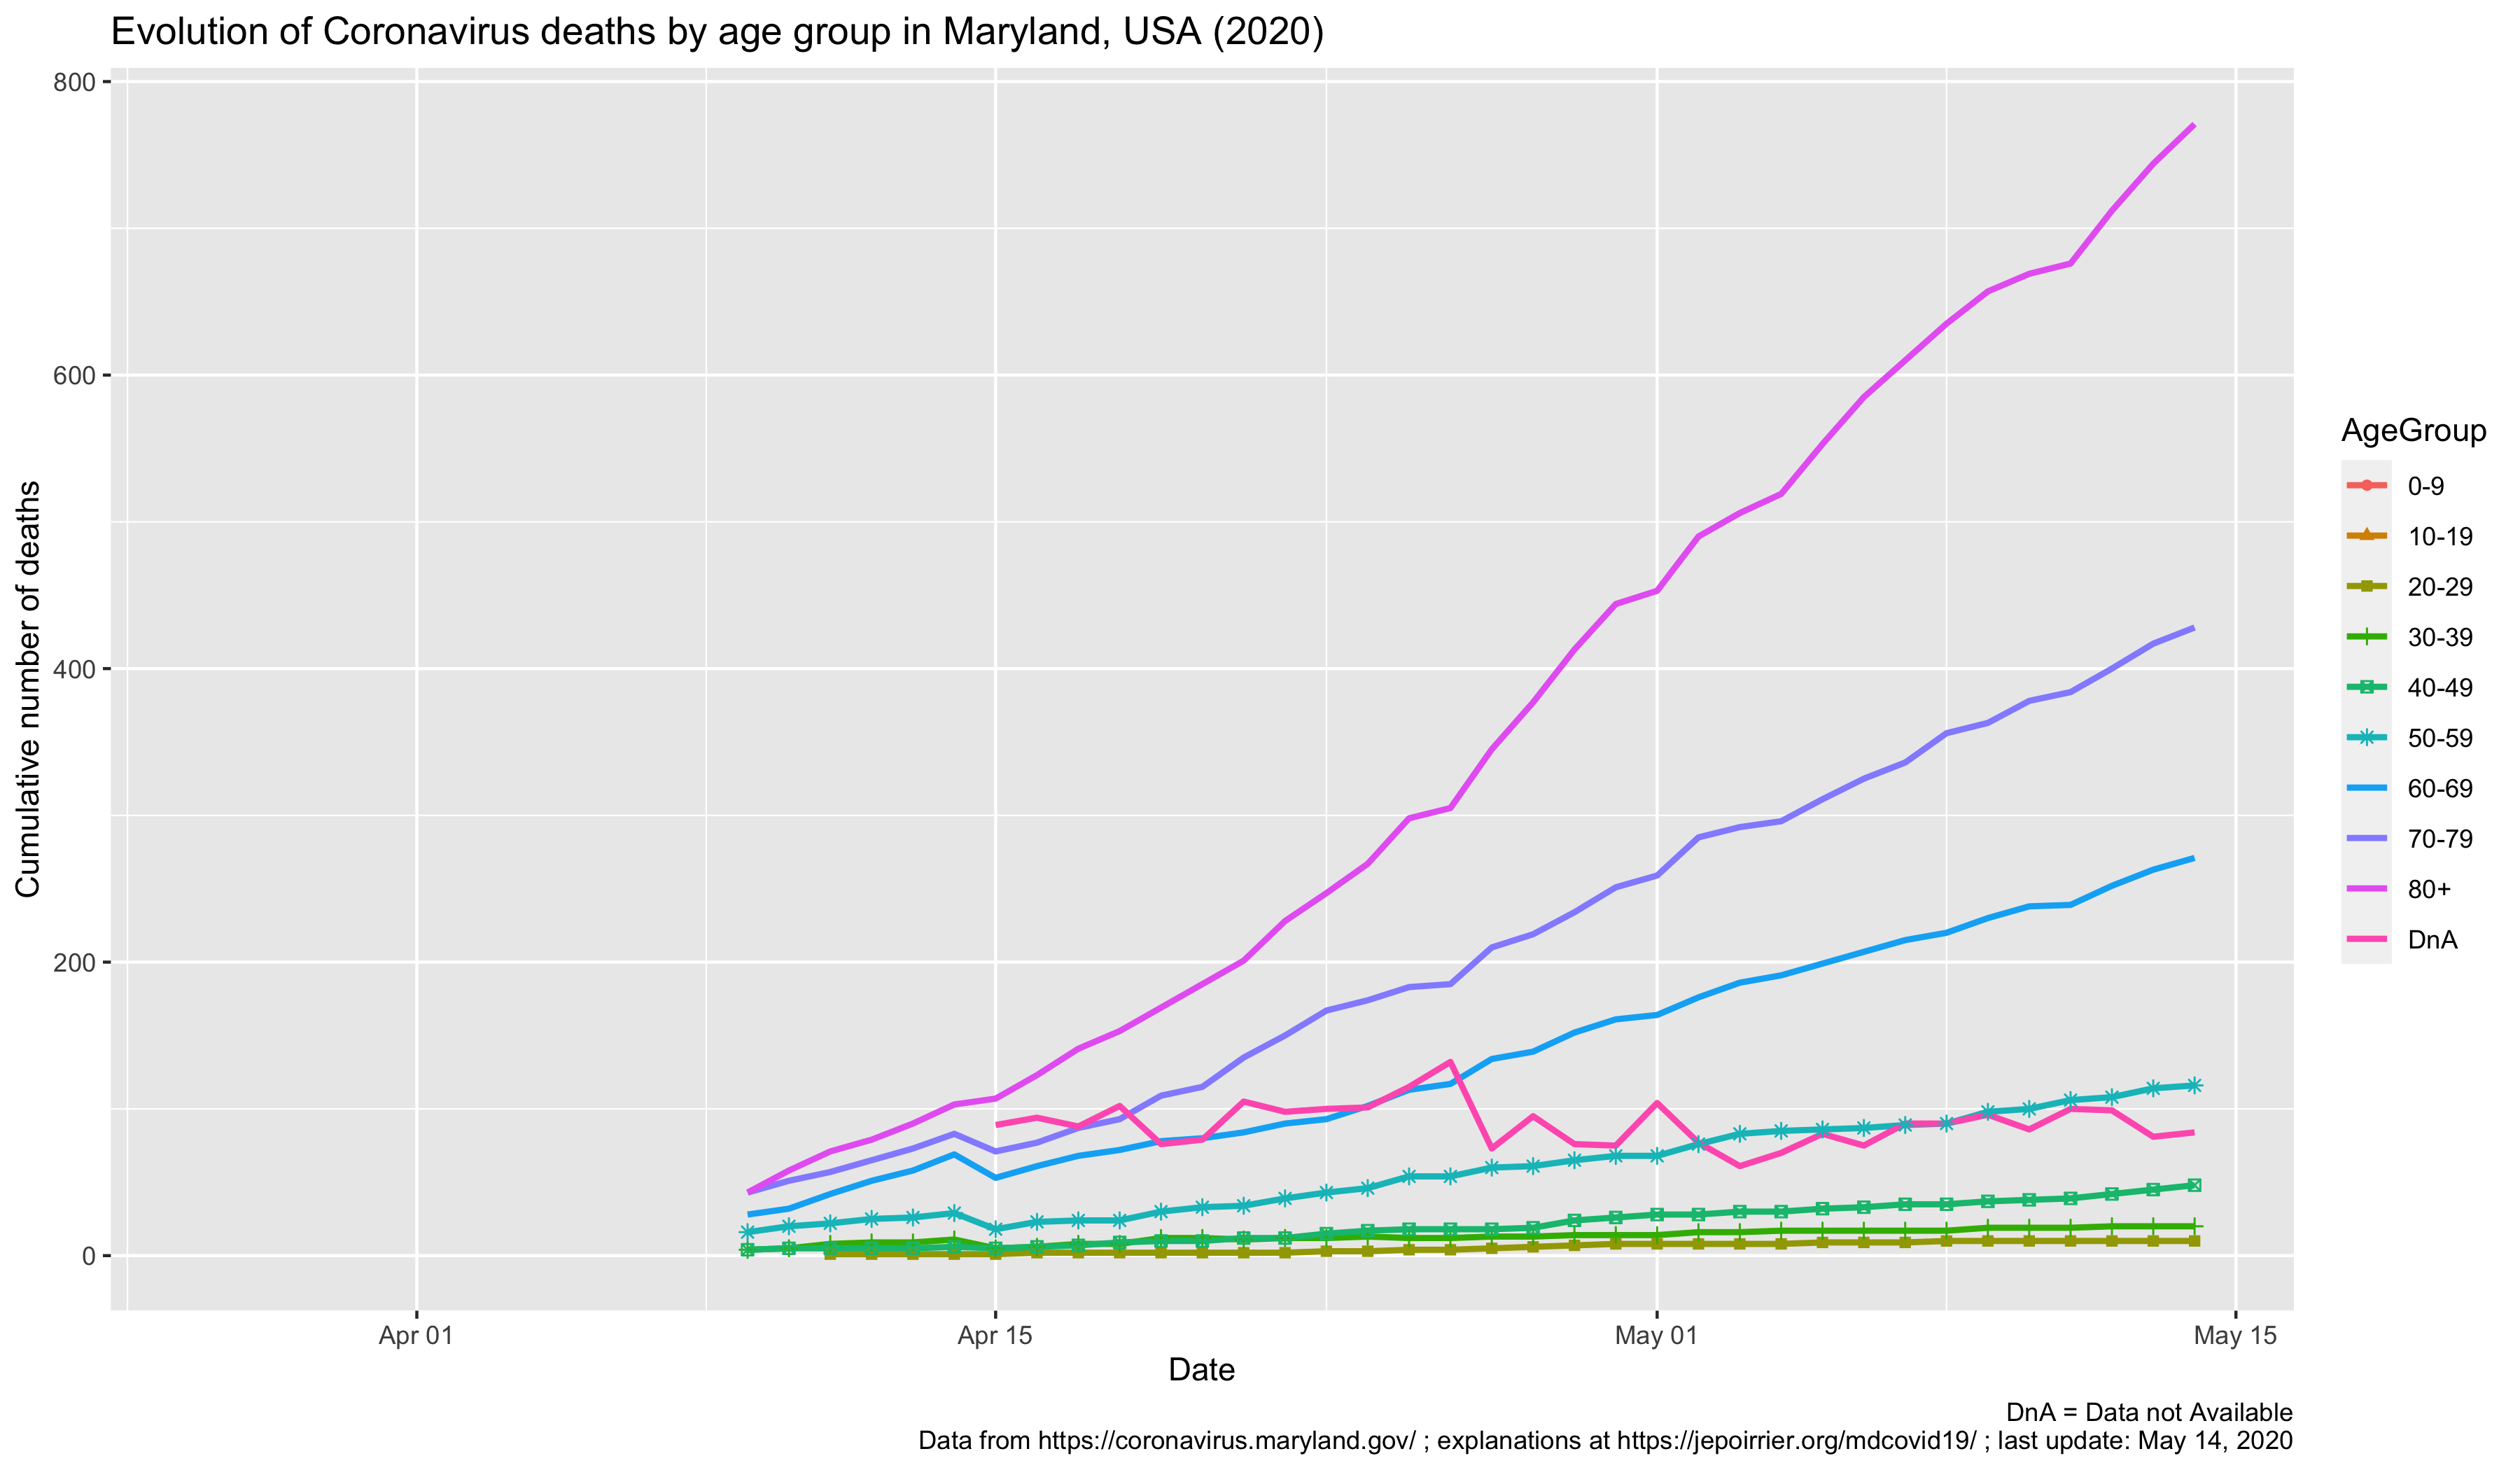 Evolution of Coronavirus deaths by age group in Maryland, USA (2020)
Cumulative number of deaths
800
600
400
200
0
Apr 01
Apr 15
May 01
May 15
Date
AgeGroup
0-9
10-19
20-29
30-39
40-49
50-59
60-69
70-79
80+
DnA
DnA = Data not Available
Data from https://coronavirus.maryland.gov/ ; explanations at https://jepoirrier.org/mdcovid19/ ; last update: May 14, 2020